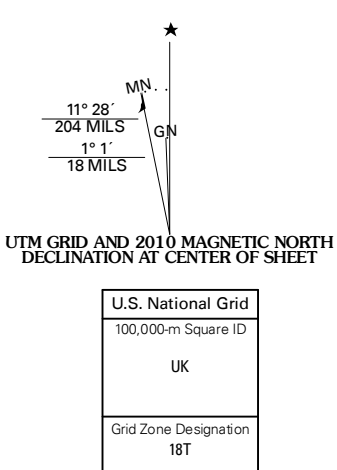 MN
11° 28´
204 MILS
GN
1° 1´
18 MILS
UTM GRID AND 2010 MAGNETIC NORTH
DECLINATION AT CENTER OF SHEET
U.S. National Grid
100,000-m Square ID
UK
Grid Zone Designation
18T